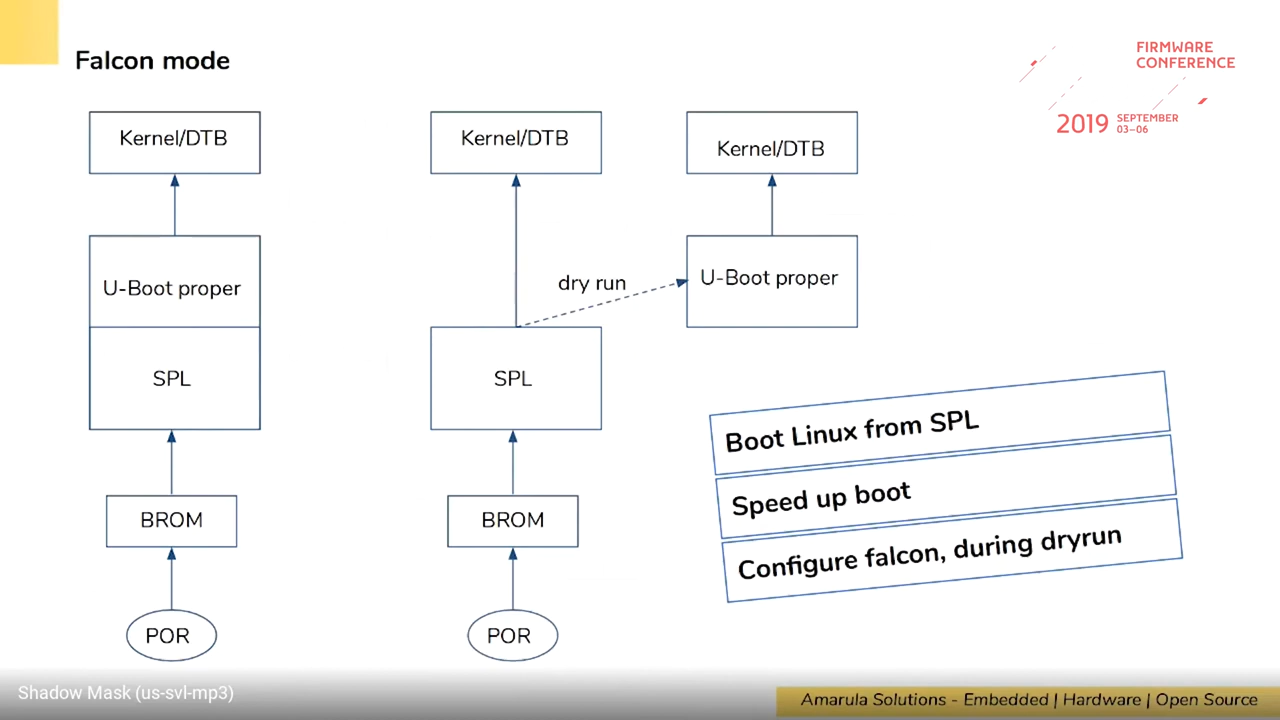 Falcon mode
FIRMWARE
CONFERENCE
2019 SEPTEMBER
03–06
Kernel/DTB
Kernel/DTB
Kernel/DTB
U-Boot proper
dry run
U-Boot proper
SPL
SPL
Boot Linux from SPL
Speed up boot
Configure falcon, during dryrun
BROM
BROM
POR
POR
Shadow Mask (us-svl-mp3)
Amarula Solutions - Embedded | Hardware | Open Source